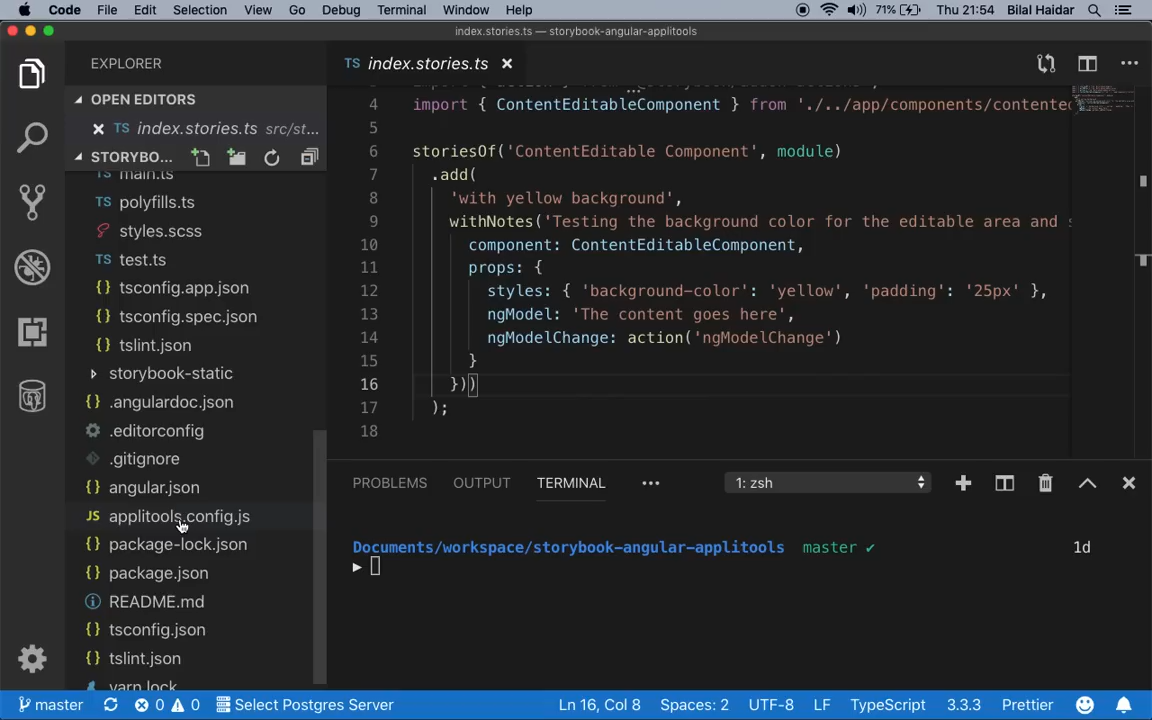 Code File Edit Selection View Go Debug Terminal Window Help 71% Thu 21:54 Bilal Haidar
index.stories.ts — storybook-angular-applitools
EXPLORER
OPEN EDITORS
TS index.stories.ts src/st...
STORYBO...
main.ts
polyfills.ts
styles.scss
TS test.ts
{} tsconfig.app.json
{} tsconfig.spec.json
{} tslint.json
storybook-static
{} .angulardoc.json
.editorconfig
.gitignore
{} angular.json
JS applitools.config.js
{} package-lock.json
{} package.json
README.md
{} tsconfig.json
{} tslint.json
yarn.lock
TS index.stories.ts
4 import { ContentEditableComponent } from './../app/components/contente
5
6 storiesOf('ContentEditable Component', module)
7 .add(
8 'with yellow background',
9 withNotes('Testing the background color for the editable area and s
10 component: ContentEditableComponent,
11 props: {
12 styles: { 'background-color': 'yellow', 'padding': '25px' },
13 ngModel: 'The content goes here',
14 ngModelChange: action('ngModelChange')
15 }
16 }))
17 );
18
PROBLEMS OUTPUT TERMINAL ... 1: zsh
Documents/workspace/storybook-angular-applitools master ✔ 1d
master 0 0 Select Postgres Server Ln 16, Col 8 Spaces: 2 UTF-8 LF TypeScript 3.3.3 Prettier